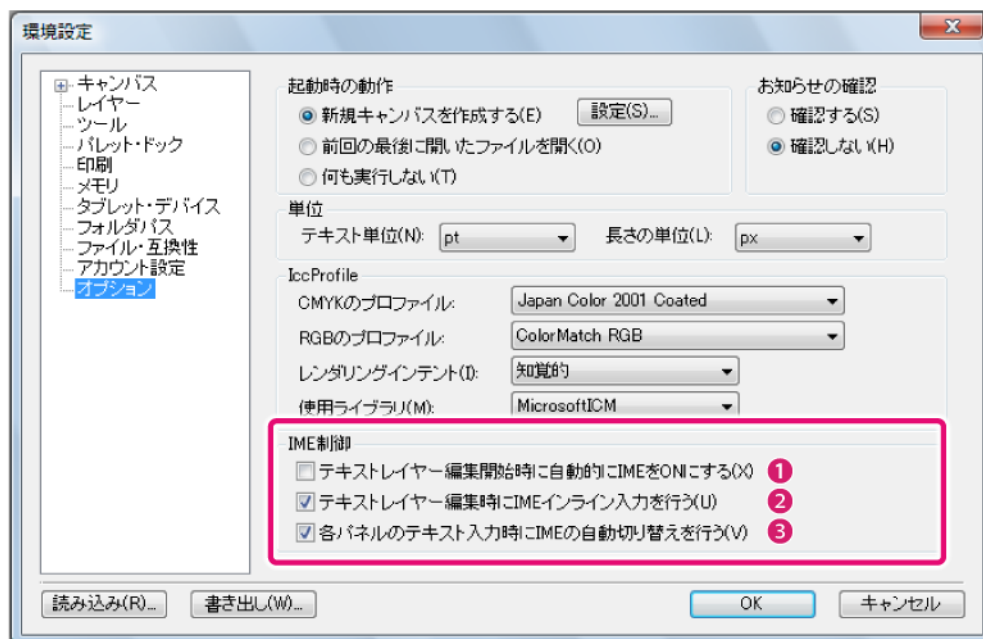 環境設定
キャンバス
レイヤー
ツール
パレット・ドック
印刷
メモリ
タブレット・デバイス
フォルダパス
ファイル・互換性
アカウント設定
オプション
起動時の動作
新規キャンバスを作成する(E)
設定(S)...
前回の最後に開いたファイルを開く(O)
何も実行しない(T)
お知らせの確認
確認する(S)
確認しない(H)
単位
テキスト単位(N): pt 長さの単位(L): px
IccProfile
CMYKのプロファイル: Japan Color 2001 Coated
RGBのプロファイル: ColorMatch RGB
レンダリングインテント(I): 知覚的
使用ライブラリ(M): MicrosoftICM
IME制御
テキストレイヤー編集開始時に自動的にIMEをONにする(X) 1
テキストレイヤー編集時にIMEインライン入力を行う(U) 2
各パネルのテキスト入力時にIMEの自動切り替えを行う(V) 3
読み込み(R)... 書き出し(W)... OK キャンセル